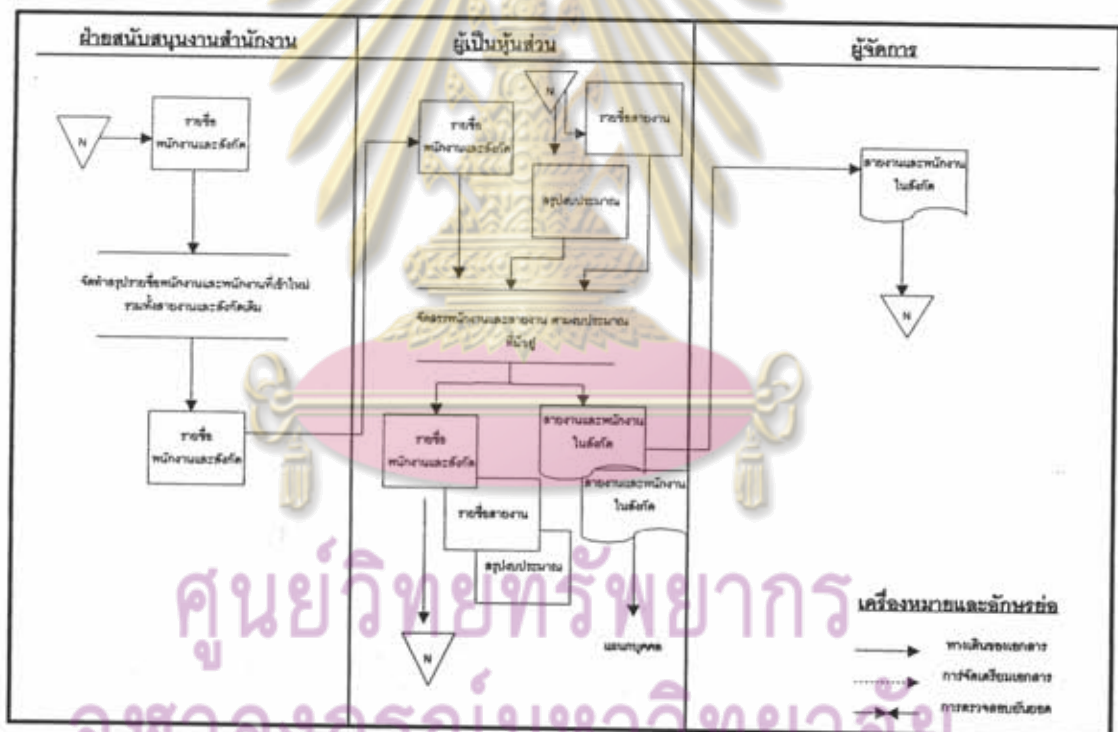 ฝ่ายสนับสนุนงานสำนักงาน
ผู้เป็นหุ้นส่วน
ผู้จัดการ
N
รายชื่อ
พนักงานและสังกัด
จัดทำสรุปรายชื่อพนักงานและพนักงานที่เข้าใหม่
รวมทั้งสายงานและสังกัดเดิม
รายชื่อ
พนักงานและสังกัด
รายชื่อ
พนักงานและสังกัด
N
รายชื่อสายงาน
สรุปงบประมาณ
จัดสรรพนักงานและสายงาน ตามงบประมาณ
ที่มีอยู่
รายชื่อ
พนักงานและสังกัด
รายชื่อสายงาน
สรุปงบประมาณ
N
สายงานและพนักงาน
ในสังกัด
สายงานและพนักงาน
ในสังกัด
แผนกบุคคล
สายงานและพนักงาน
ในสังกัด
N
เครื่องหมายและอักษรย่อ
ทางเดินของเอกสาร
การจัดเตรียมเอกสาร
การตรวจสอบยันยอด
ศูนย์วิทยทรัพยากร
จุฬาลงกรณ์มหาวิทยาลัย